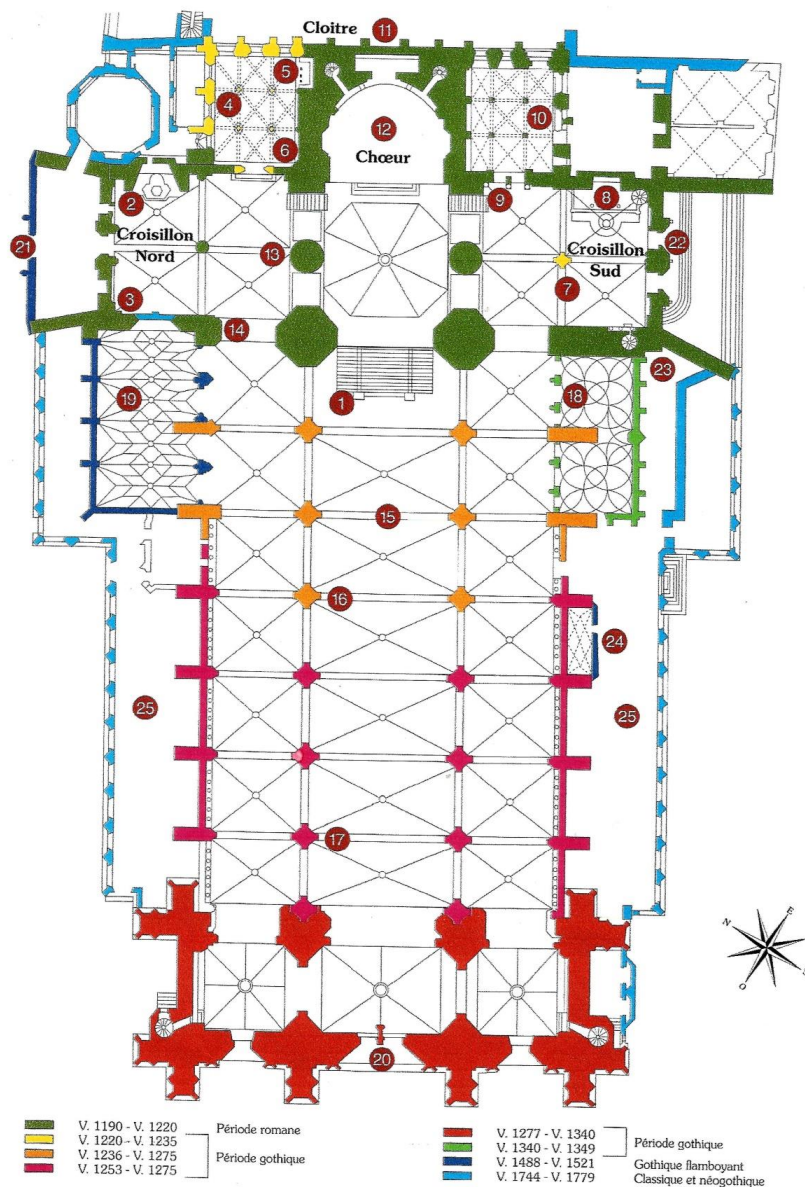 Cloitre 11
5
4
10
12
6
Chœur
2
9
8
21
Croisillon
Nord
13
Croisillon
Sud
22
7
3
14
23
19
1
18
15
16
24
25
25
17
N
E
S
O
20
V. 1190 - V. 1220 Période romane
V. 1220 - V. 1235
V. 1236 - V. 1275 Période gothique
V. 1253 - V. 1275
V. 1277 - V. 1340 Période gothique
V. 1340 - V. 1349
V. 1488 - V. 1521 Gothique flamboyant
V. 1744 - V. 1779 Classique et néogothique